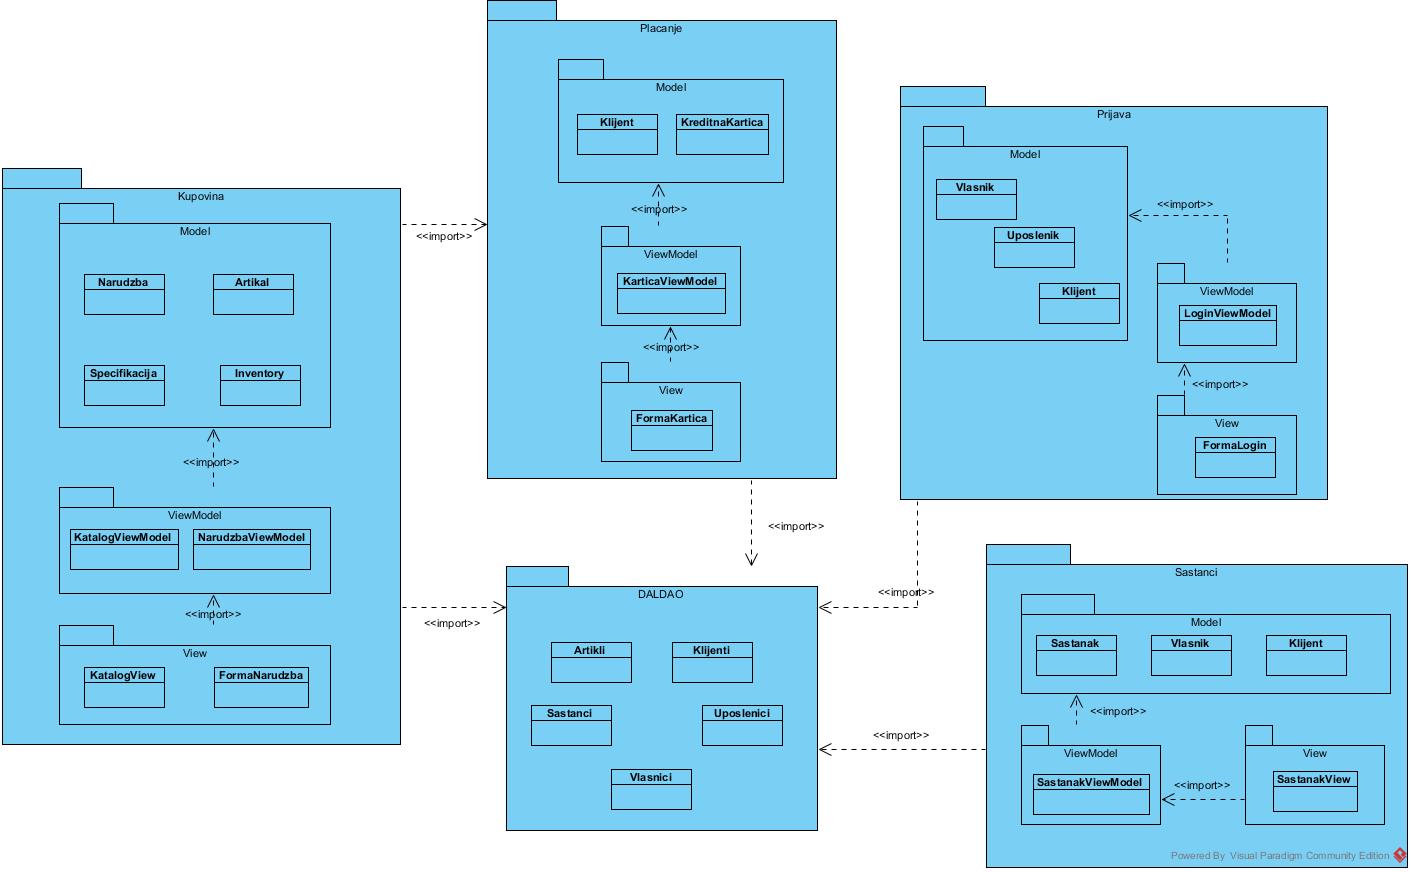 Placanje
Model
Klijent
KreditnaKartica
<<import>>
ViewModel
KarticaViewModel
<<import>>
View
FormaKartica
Prijava
Model
Vlasnik
Uposlenik
Klijent
<<import>>
ViewModel
LoginViewModel
<<import>>
View
FormaLogin
Kupovina
Model
Narudzba
Artikal
Specifikacija
Inventory
<<import>>
ViewModel
KatalogViewModel
NarudzbaViewModel
<<import>>
View
KatalogView
FormaNarudzba
<<import>>
<<import>>
<<import>>
<<import>>
<<import>>
DALDAO
Artikli
Klijenti
Sastanci
Uposlenici
Vlasnici
Sastanci
Model
Sastanak
Vlasnik
Klijent
<<import>>
ViewModel
SastanakViewModel
<<import>>
View
SastanakView
Powered By Visual Paradigm Community Edition